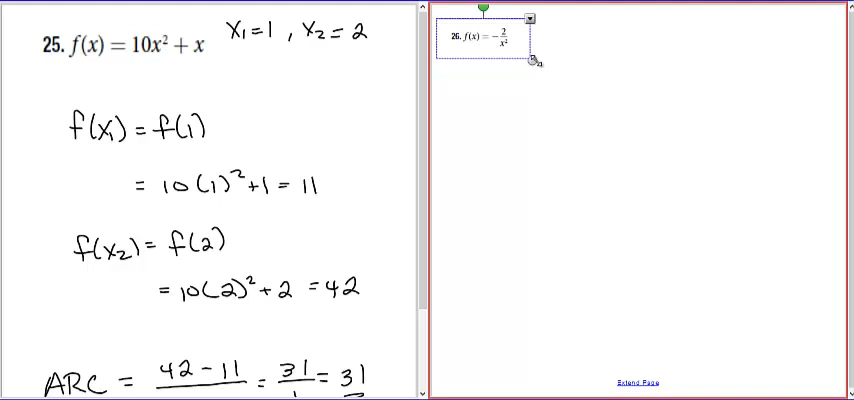 25. f(x) = 10x² + x x₁=1 , x₂ = 2
f(x₁) = f(1)
= 10(1)²+1 = 11
f(x₂) = f(2)
= 10(2)²+2 = 42
ARC = 42 - 11 / = 31 / 1 = 31
26. f(x) = - 2/x²
Extend Page